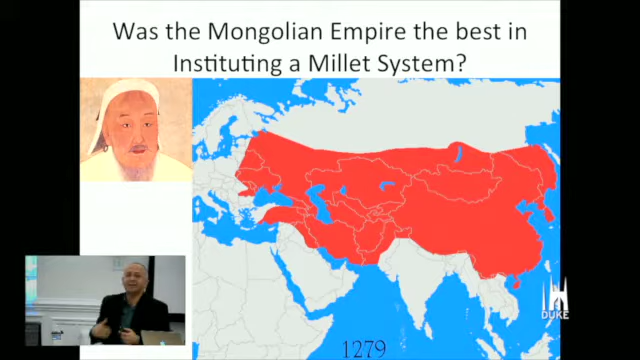 Was the Mongolian Empire the best in
Instituting a Millet System?
1279
DUKE